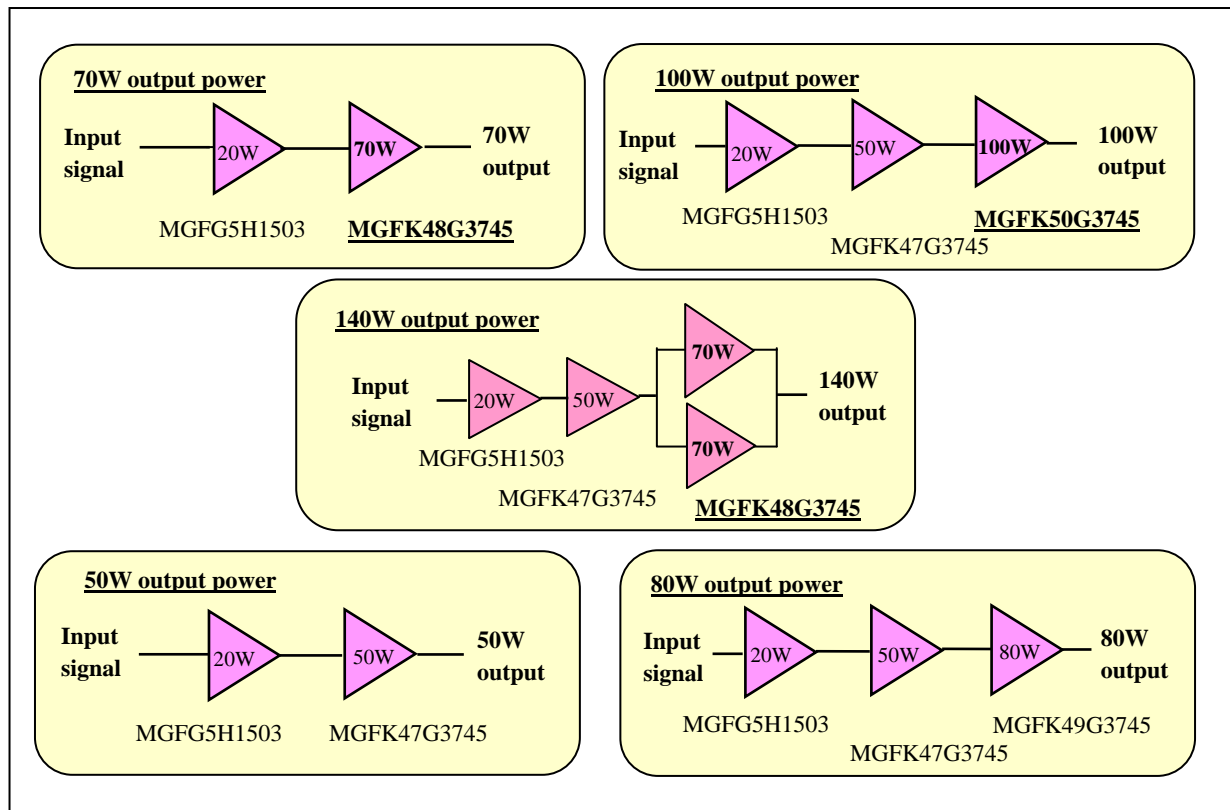 70W output power
Input
signal
20W
70W
70W
output
MGFG5H1503
MGFK48G3745
100W output power
Input
signal
20W
50W
100W
100W
output
MGFG5H1503
MGFK50G3745
MGFK47G3745
140W output power
Input
signal
20W
50W
70W
70W
140W
output
MGFG5H1503
MGFK47G3745
MGFK48G3745
50W output power
Input
signal
20W
50W
50W
output
MGFG5H1503
MGFK47G3745
80W output power
Input
signal
20W
50W
80W
80W
output
MGFG5H1503
MGFK49G3745
MGFK47G3745